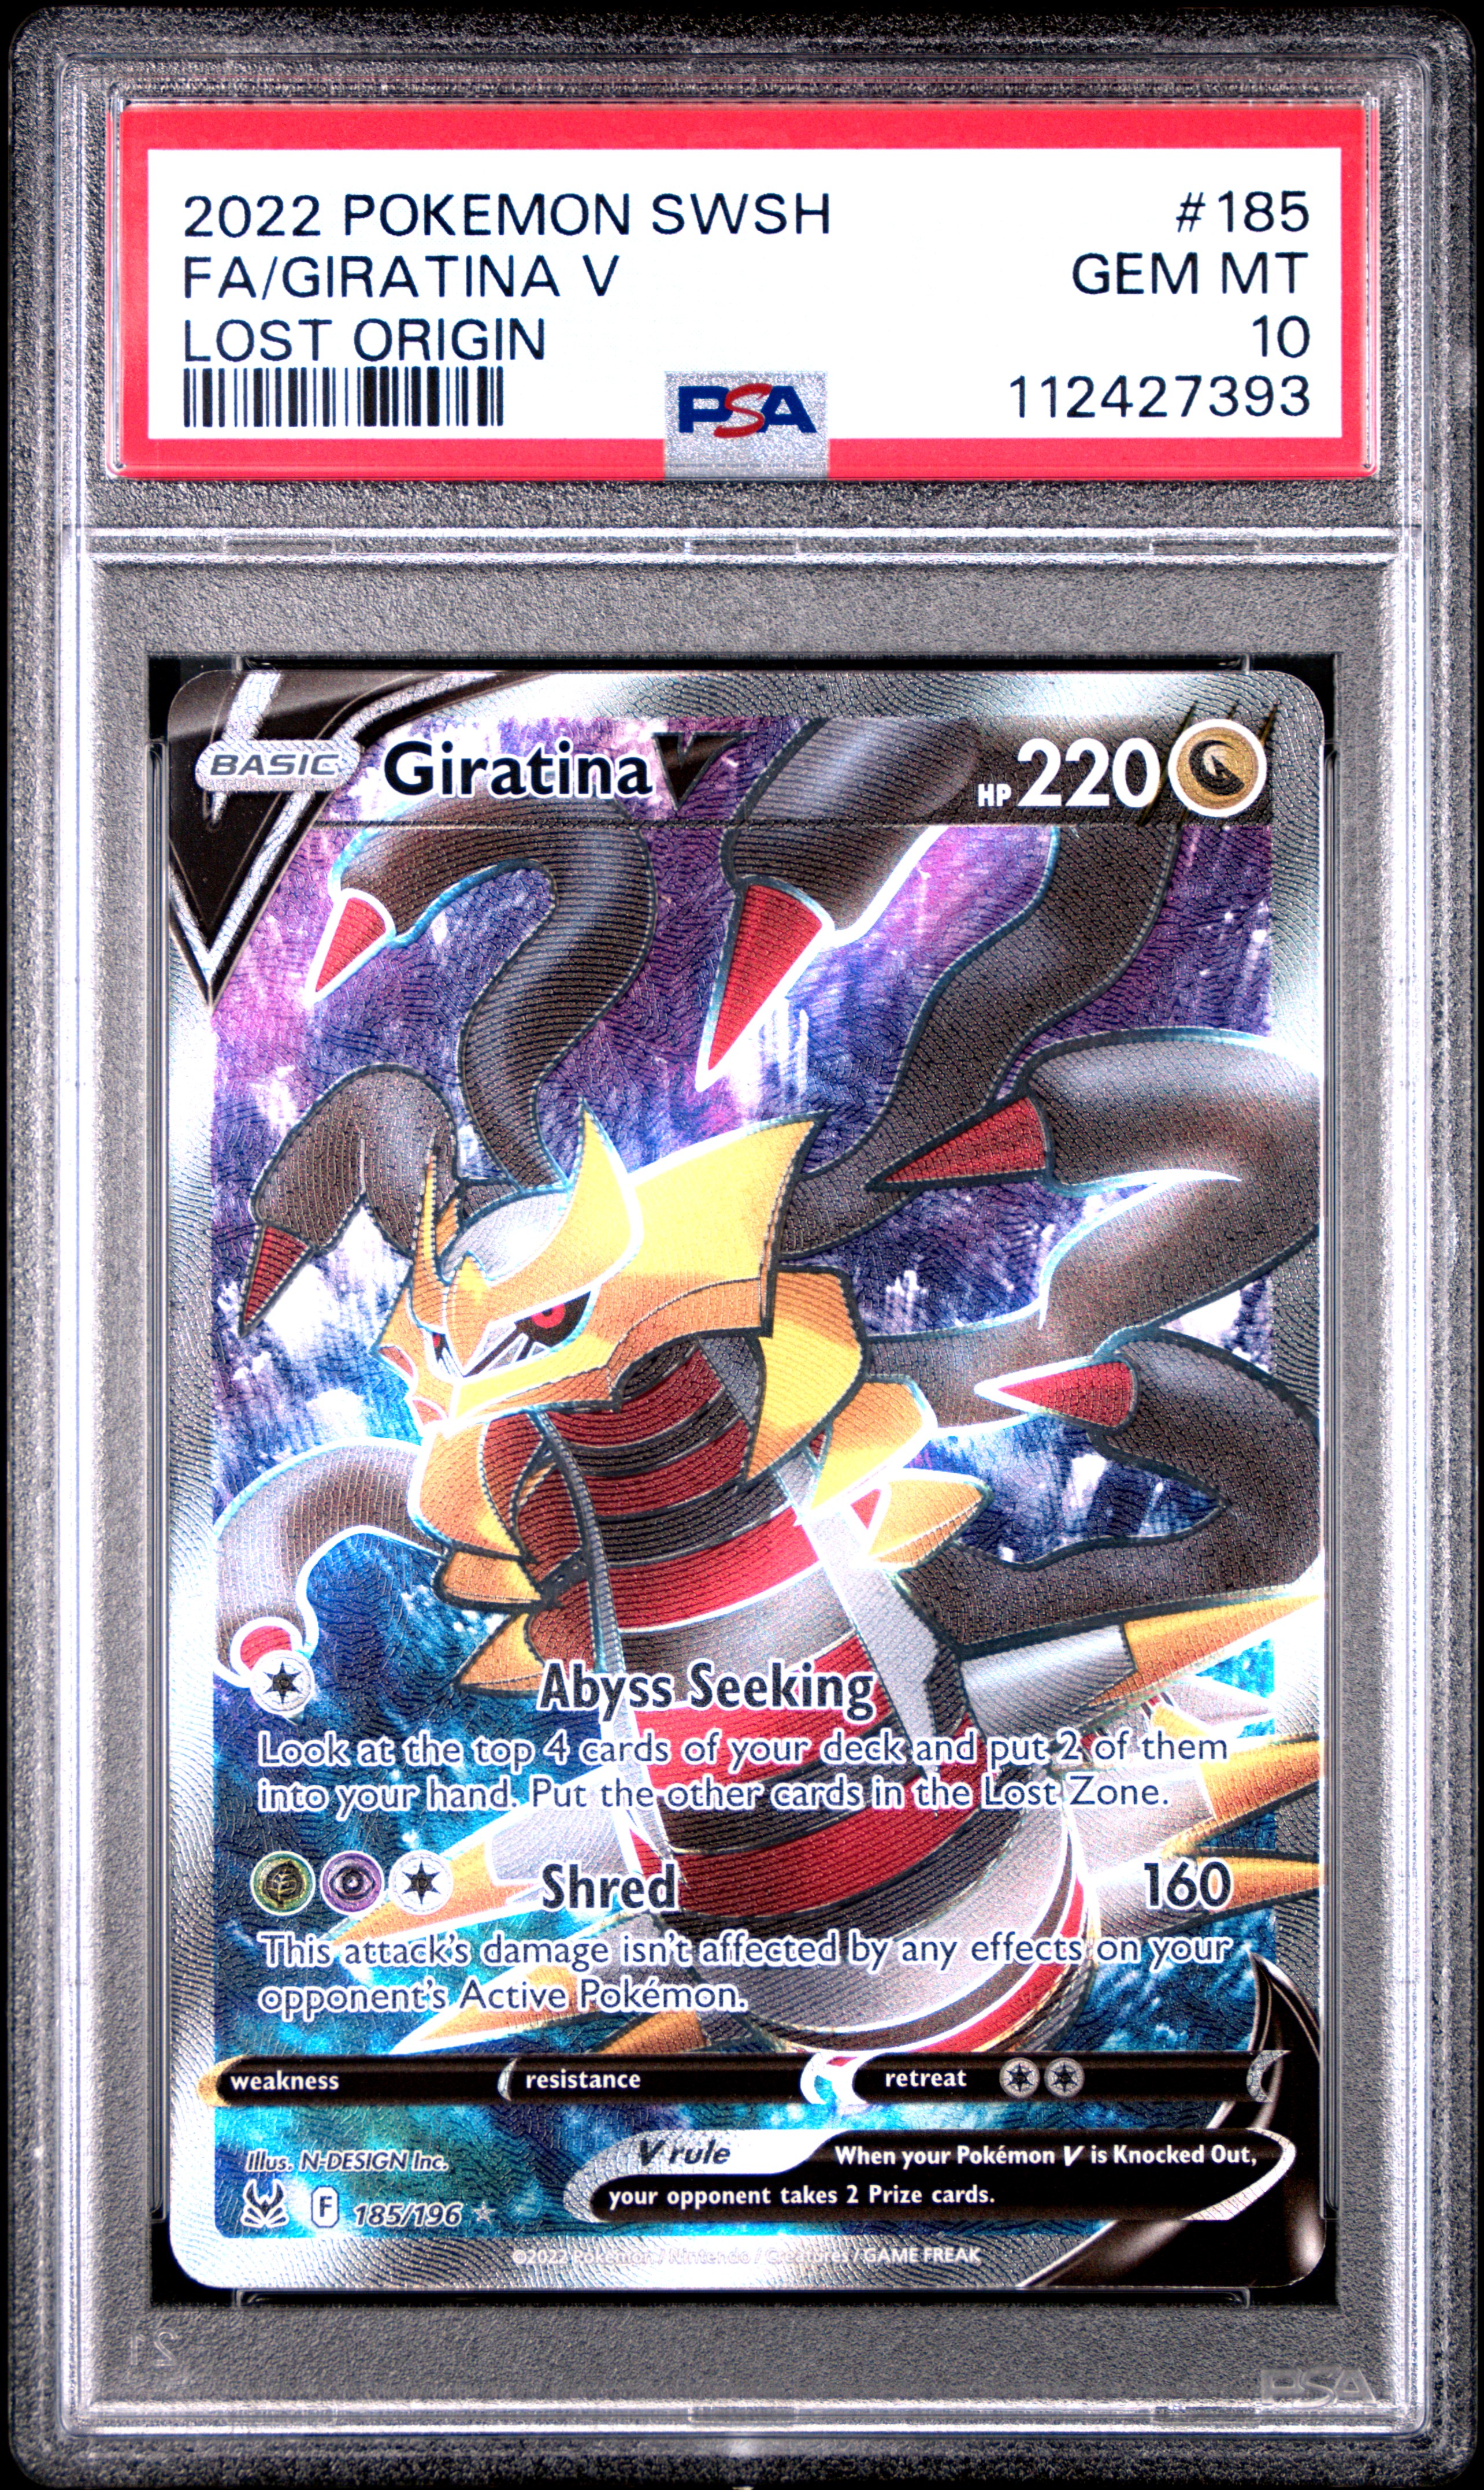 2022 POKEMON SWSH #185
FA/GIRATINA V GEM MT
LOST ORIGIN 10
PSA 112427393
BASIC Giratina V HP 220
Abyss Seeking
Look at the top 4 cards of your deck and put 2 of them
into your hand. Put the other cards in the Lost Zone.
Shred 160
This attack's damage isn't affected by any effects on your
opponent's Active Pokémon.
weakness resistance retreat
Illus. N-DESIGN Inc.
V rule When your Pokémon V is Knocked Out,
your opponent takes 2 Prize cards.
F 185/196
©2022 Pokémon / Nintendo / Creatures / GAME FREAK
21
PSA